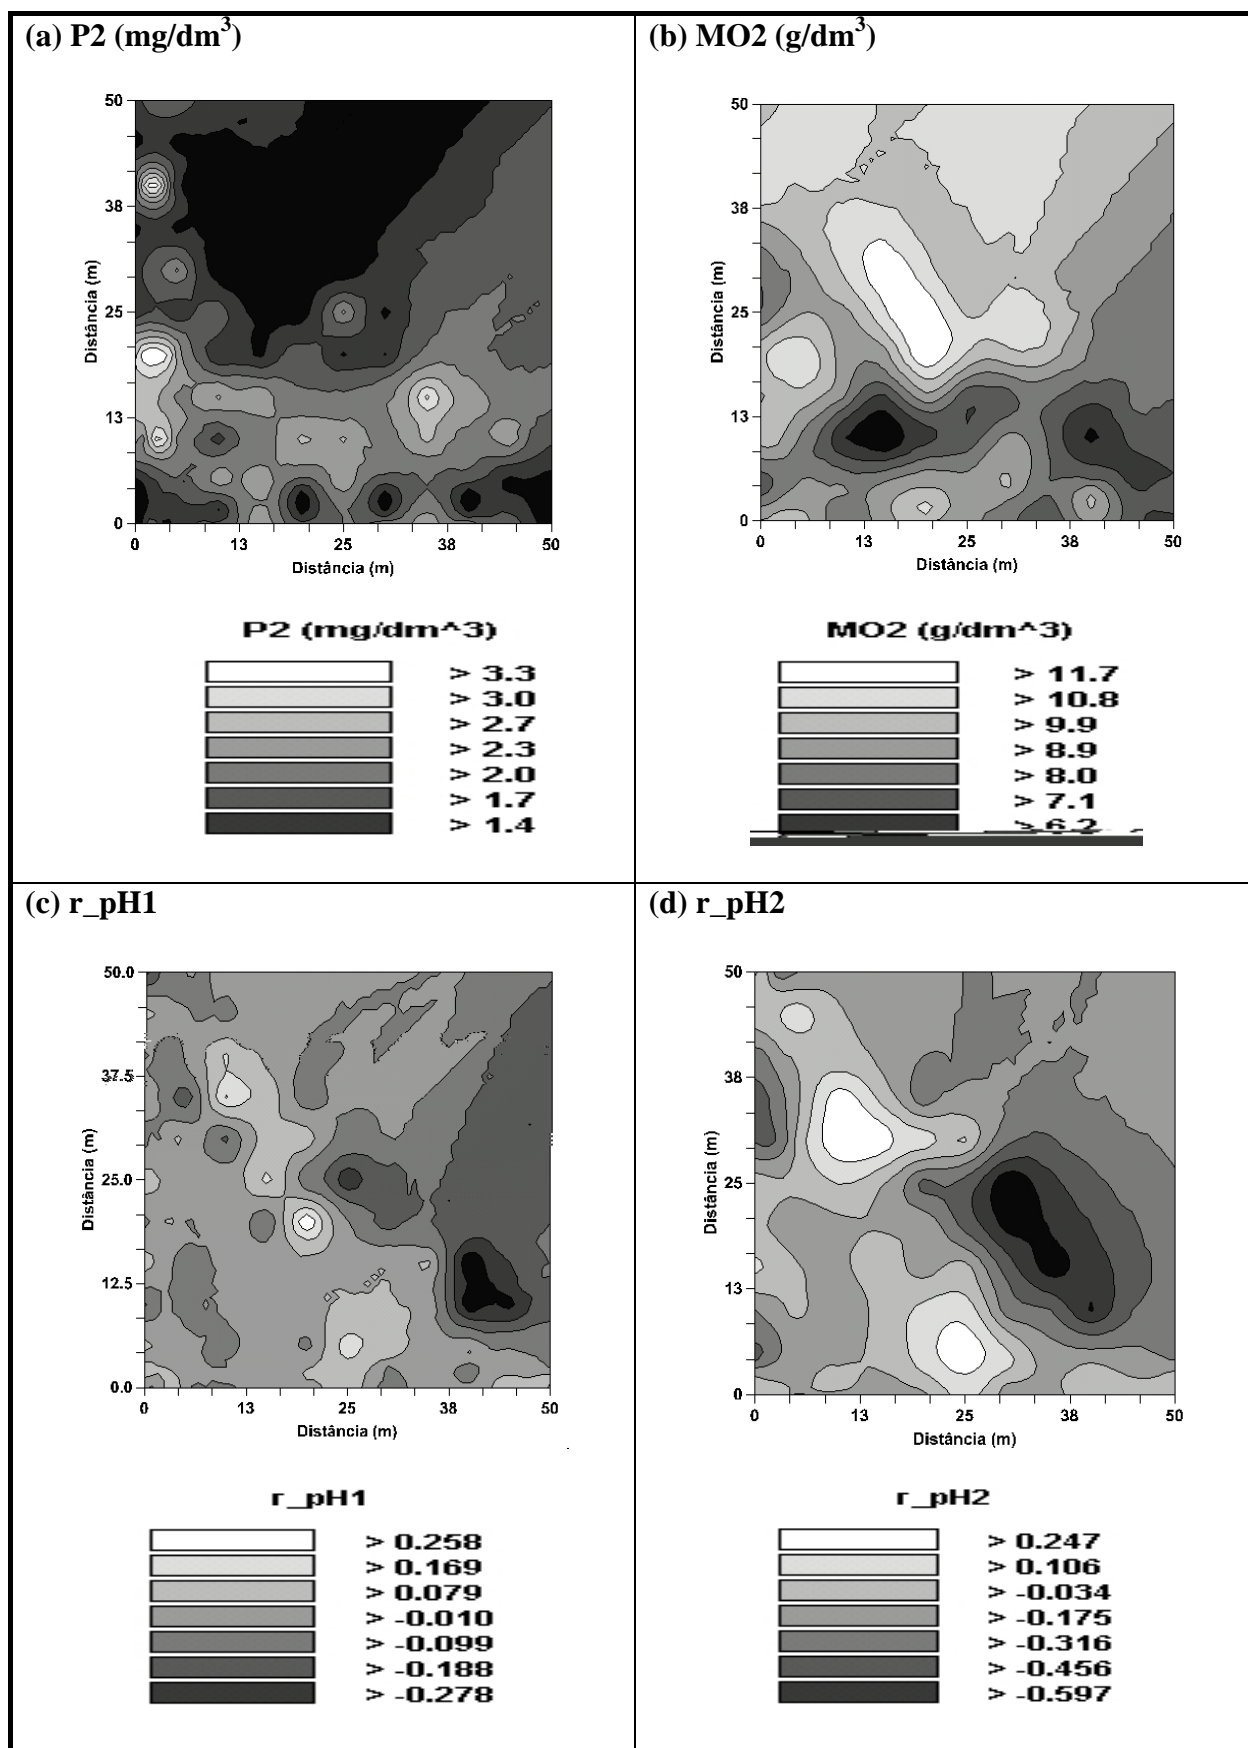 (a) P2 (mg/dm³)
50
38
25
13
0
Distância (m)
0 13 25 38 50
Distância (m)
P2 (mg/dm^3)
> 3.3
> 3.0
> 2.7
> 2.3
> 2.0
> 1.7
> 1.4
(b) MO2 (g/dm³)
50
38
25
13
0
Distância (m)
0 13 25 38 50
Distância (m)
MO2 (g/dm^3)
> 11.7
> 10.8
> 9.9
> 8.9
> 8.0
> 7.1
> 6.2
(c) r_pH1
50.0
37.5
25.0
12.5
0.0
Distância (m)
0 13 25 38 50
Distância (m)
r_pH1
> 0.258
> 0.169
> 0.079
> -0.010
> -0.099
> -0.188
> -0.278
(d) r_pH2
50
38
25
13
0
Distância (m)
0 13 25 38 50
Distância (m)
r_pH2
> 0.247
> 0.106
> -0.034
> -0.175
> -0.316
> -0.456
> -0.597